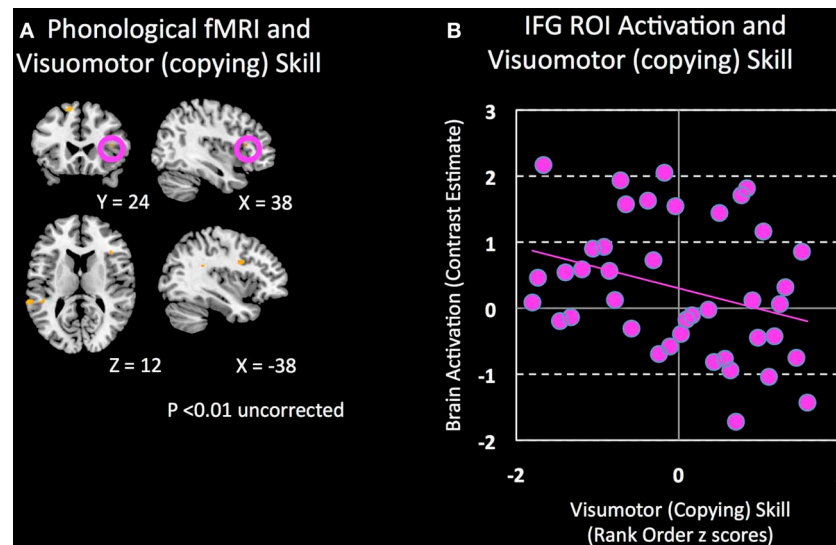 A Phonological fMRI and
Visuomotor (copying) Skill
Y = 24
X = 38
Z = 12
X = -38
P <0.01 uncorrected
B IFG ROI Activation and
Visuomotor (copying) Skill
Brain Activation (Contrast Estimate)
3
2
1
0
-1
-2
-2 0
Visumotor (Copying) Skill
(Rank Order z scores)